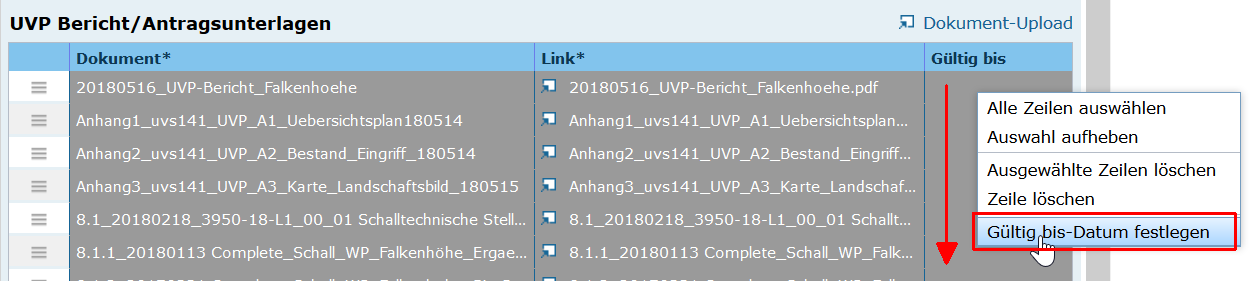 UVP Bericht/Antragsunterlagen
Dokument-Upload
Dokument* Link* Gültig bis
20180516_UVP-Bericht_Falkenhoehe 20180516_UVP-Bericht_Falkenhoehe.pdf
Anhang1_uvs141_UVP_A1_Uebersichtsplan180514 Anhang1_uvs141_UVP_A1_Uebersichtsplan...
Anhang2_uvs141_UVP_A2_Bestand_Eingriff_180514 Anhang2_uvs141_UVP_A2_Bestand_Eingriff...
Anhang3_uvs141_UVP_A3_Karte_Landschaftsbild_180515 Anhang3_uvs141_UVP_A3_Karte_Landschaf...
8.1_20180218_3950-18-L1_00_01 Schalltechnische Stell... 8.1_20180218_3950-18-L1_00_01 Schallt...
8.1.1_20180113 Complete_Schall_WP_Falkenhöhe_Ergae... 8.1.1_20180113 Complete_Schall_WP_Falk...
Alle Zeilen auswählen
Auswahl aufheben
Ausgewählte Zeilen löschen
Zeile löschen
Gültig bis-Datum festlegen